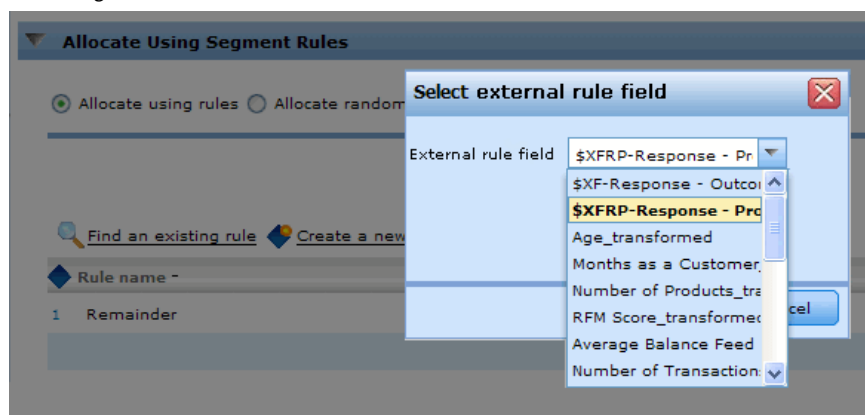 Allocate Using Segment Rules
Select external rule field
Allocate using rules Allocate random
External rule field $XFRP-Response - Pr
$XF-Response - Outco
$XFRP-Response - Pro
Age_transformed
Find an existing rule Create a new
Months as a Customer_
Rule name
Number of Products_tra
1 Remainder
RFM Score_transformed
cel
Average Balance Feed
Number of Transaction